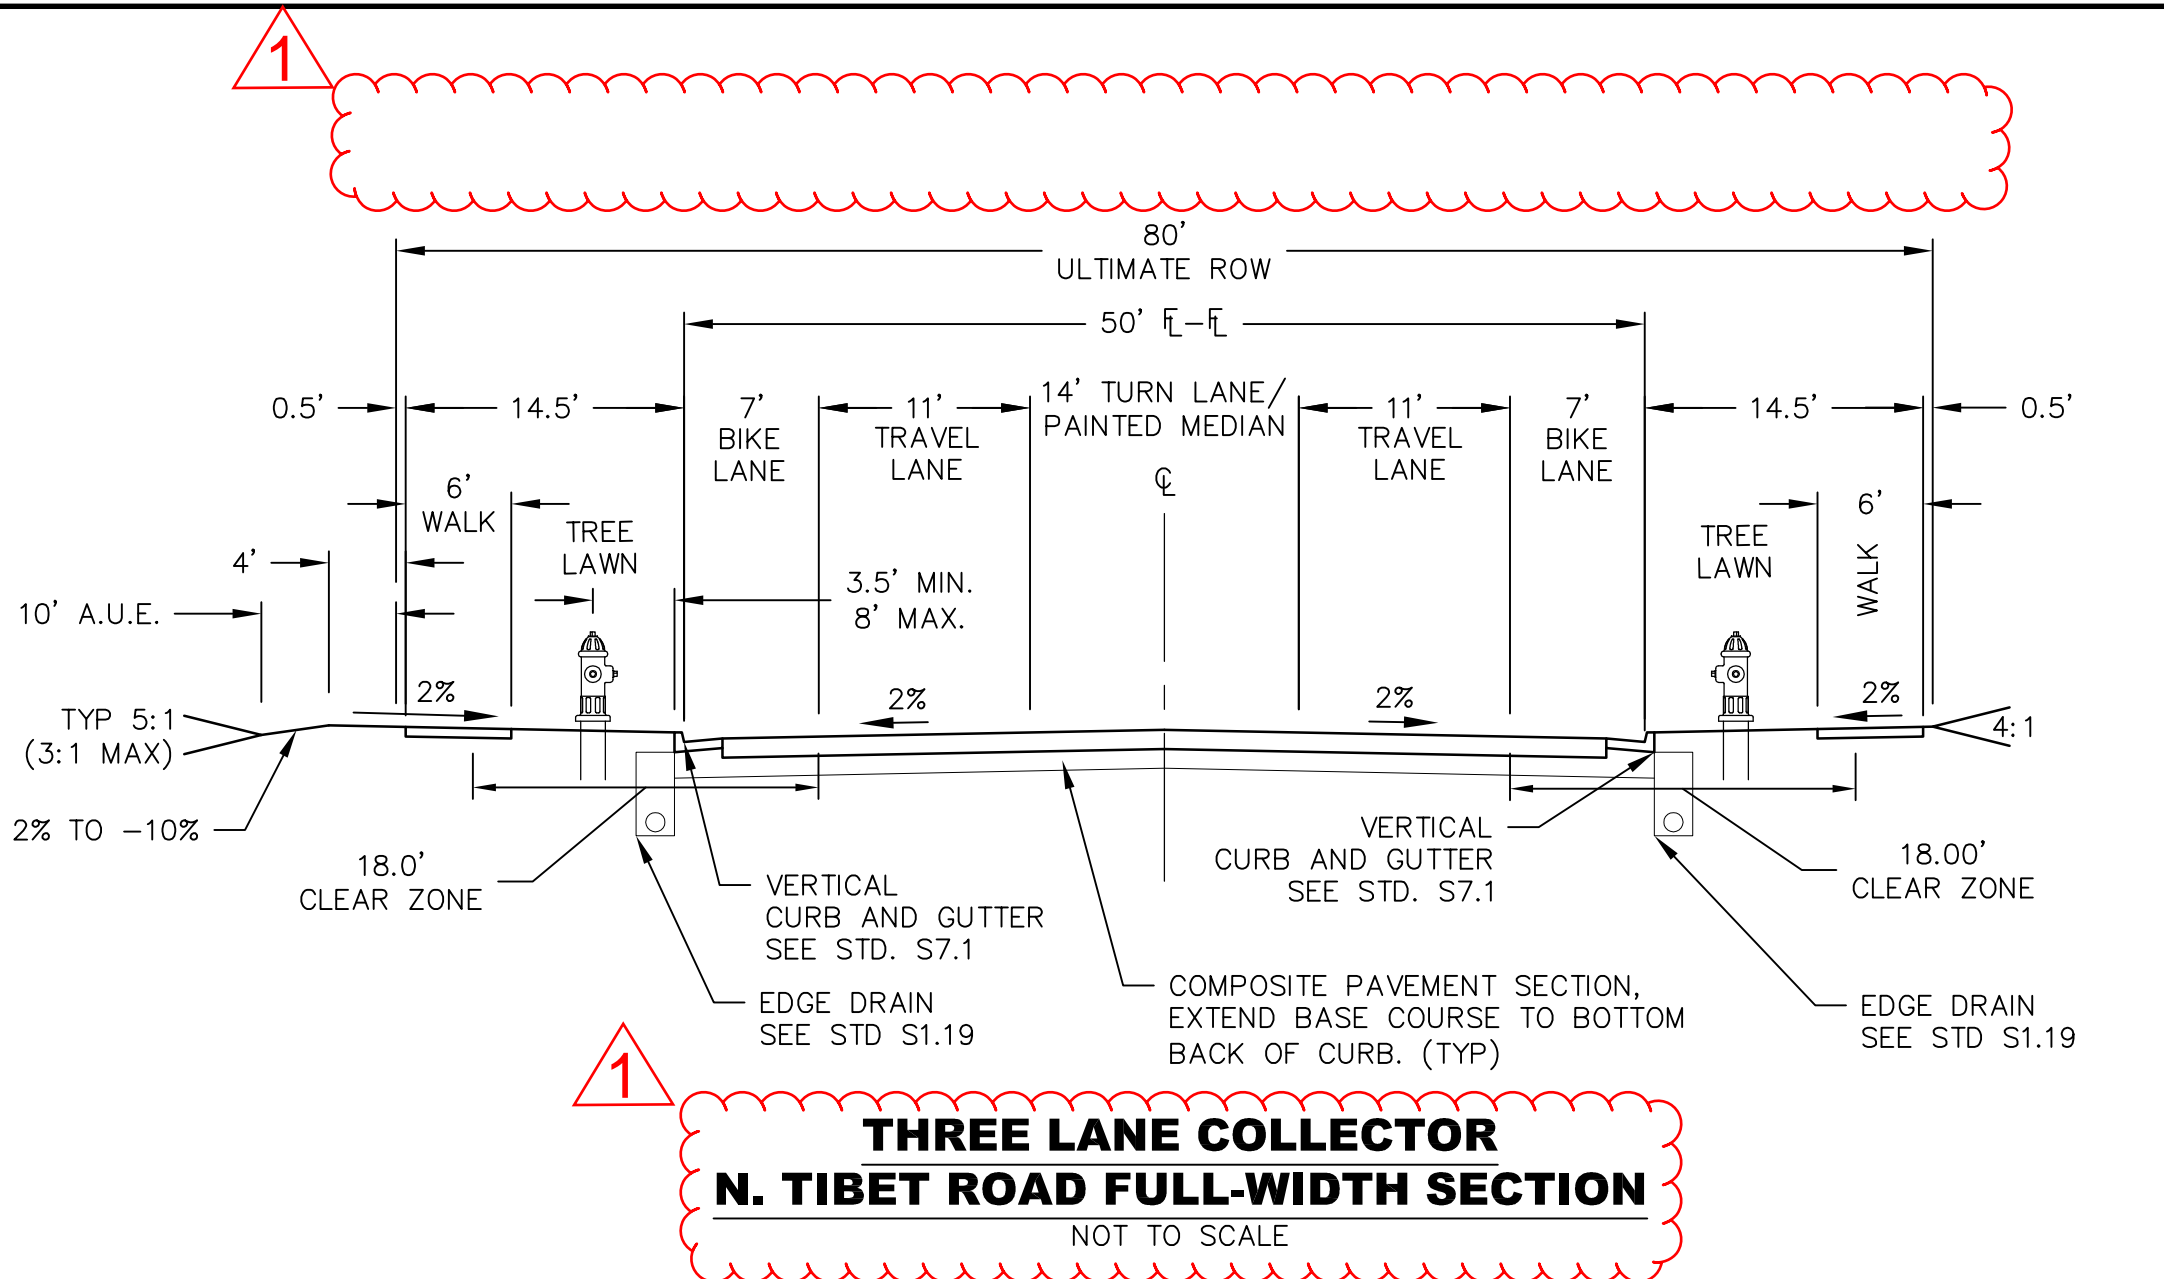 1
80'
ULTIMATE ROW
50' FL-FL
0.5'
14.5'
7'
BIKE
LANE
11'
TRAVEL
LANE
14' TURN LANE/
PAINTED MEDIAN
CL
11'
TRAVEL
LANE
7'
BIKE
LANE
14.5'
0.5'
6'
WALK
TREE
LAWN
TREE
LAWN
6'
WALK
4'
3.5' MIN.
8' MAX.
10' A.U.E.
2%
2%
2%
2%
TYP 5:1
(3:1 MAX)
4:1
2% TO -10%
18.0'
CLEAR ZONE
VERTICAL
CURB AND GUTTER
SEE STD. S7.1
VERTICAL
CURB AND GUTTER
SEE STD. S7.1
18.00'
CLEAR ZONE
EDGE DRAIN
SEE STD S1.19
COMPOSITE PAVEMENT SECTION,
EXTEND BASE COURSE TO BOTTOM
BACK OF CURB. (TYP)
EDGE DRAIN
SEE STD S1.19
1
THREE LANE COLLECTOR
N. TIBET ROAD FULL-WIDTH SECTION
NOT TO SCALE